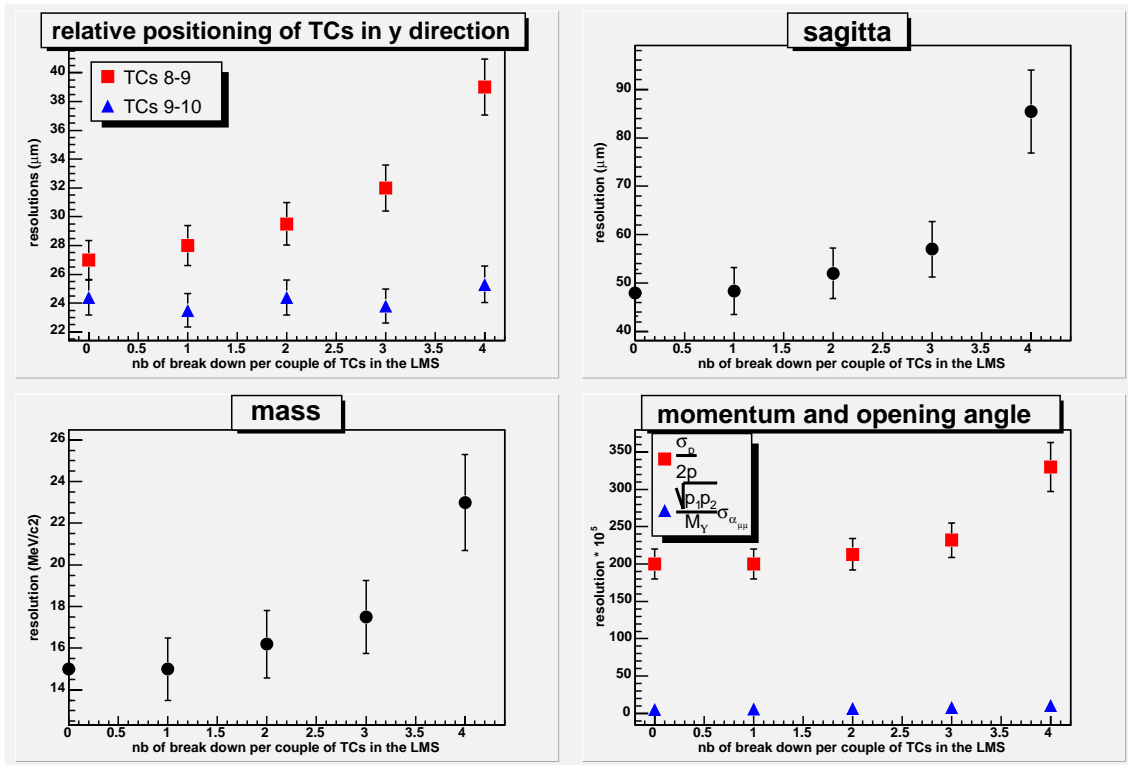 relative positioning of TCs in y direction
TCs 8-9
TCs 9-10
resolutions (μm)
40
38
36
34
32
30
28
26
24
22
0 0.5 1 1.5 2 2.5 3 3.5 4
nb of break down per couple of TCs in the LMS
sagitta
resolution (μm)
90
80
70
60
50
40
0 0.5 1 1.5 2 2.5 3 3.5 4
nb of break down per couple of TCs in the LMS
mass
resolution (MeV/c2)
26
24
22
20
18
16
14
0 0.5 1 1.5 2 2.5 3 3.5 4
nb of break down per couple of TCs in the LMS
momentum and opening angle
σp
2p
√p1p2
MΥ σαμμ
resolution * 10^5
350
300
250
200
150
100
50
0
0 0.5 1 1.5 2 2.5 3 3.5 4
nb of break down per couple of TCs in the LMS